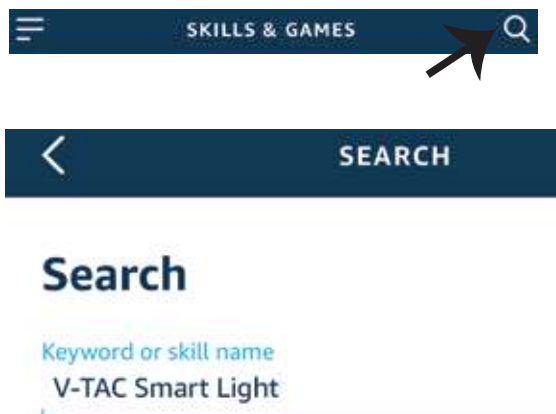 SKILLS & GAMES
SEARCH
Search
Keyword or skill name
V-TAC Smart Light